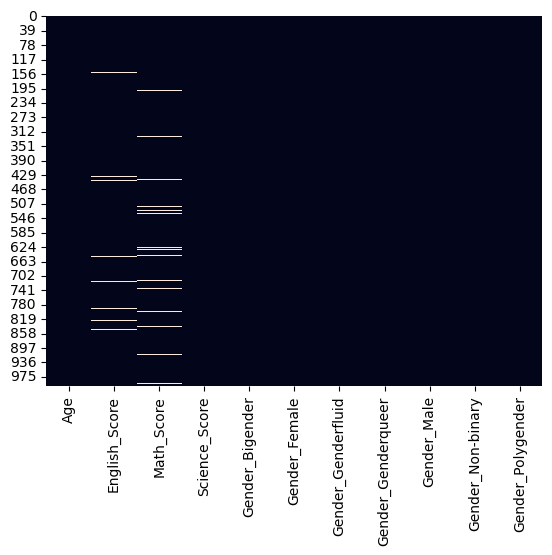 0
39
78
117
156
195
234
273
312
351
390
429
468
507
546
585
624
663
702
741
780
819
858
897
936
975
Age
English_Score
Math_Score
Science_Score
Gender_Bigender
Gender_Female
Gender_Genderfluid
Gender_Genderqueer
Gender_Male
Gender_Non-binary
Gender_Polygender